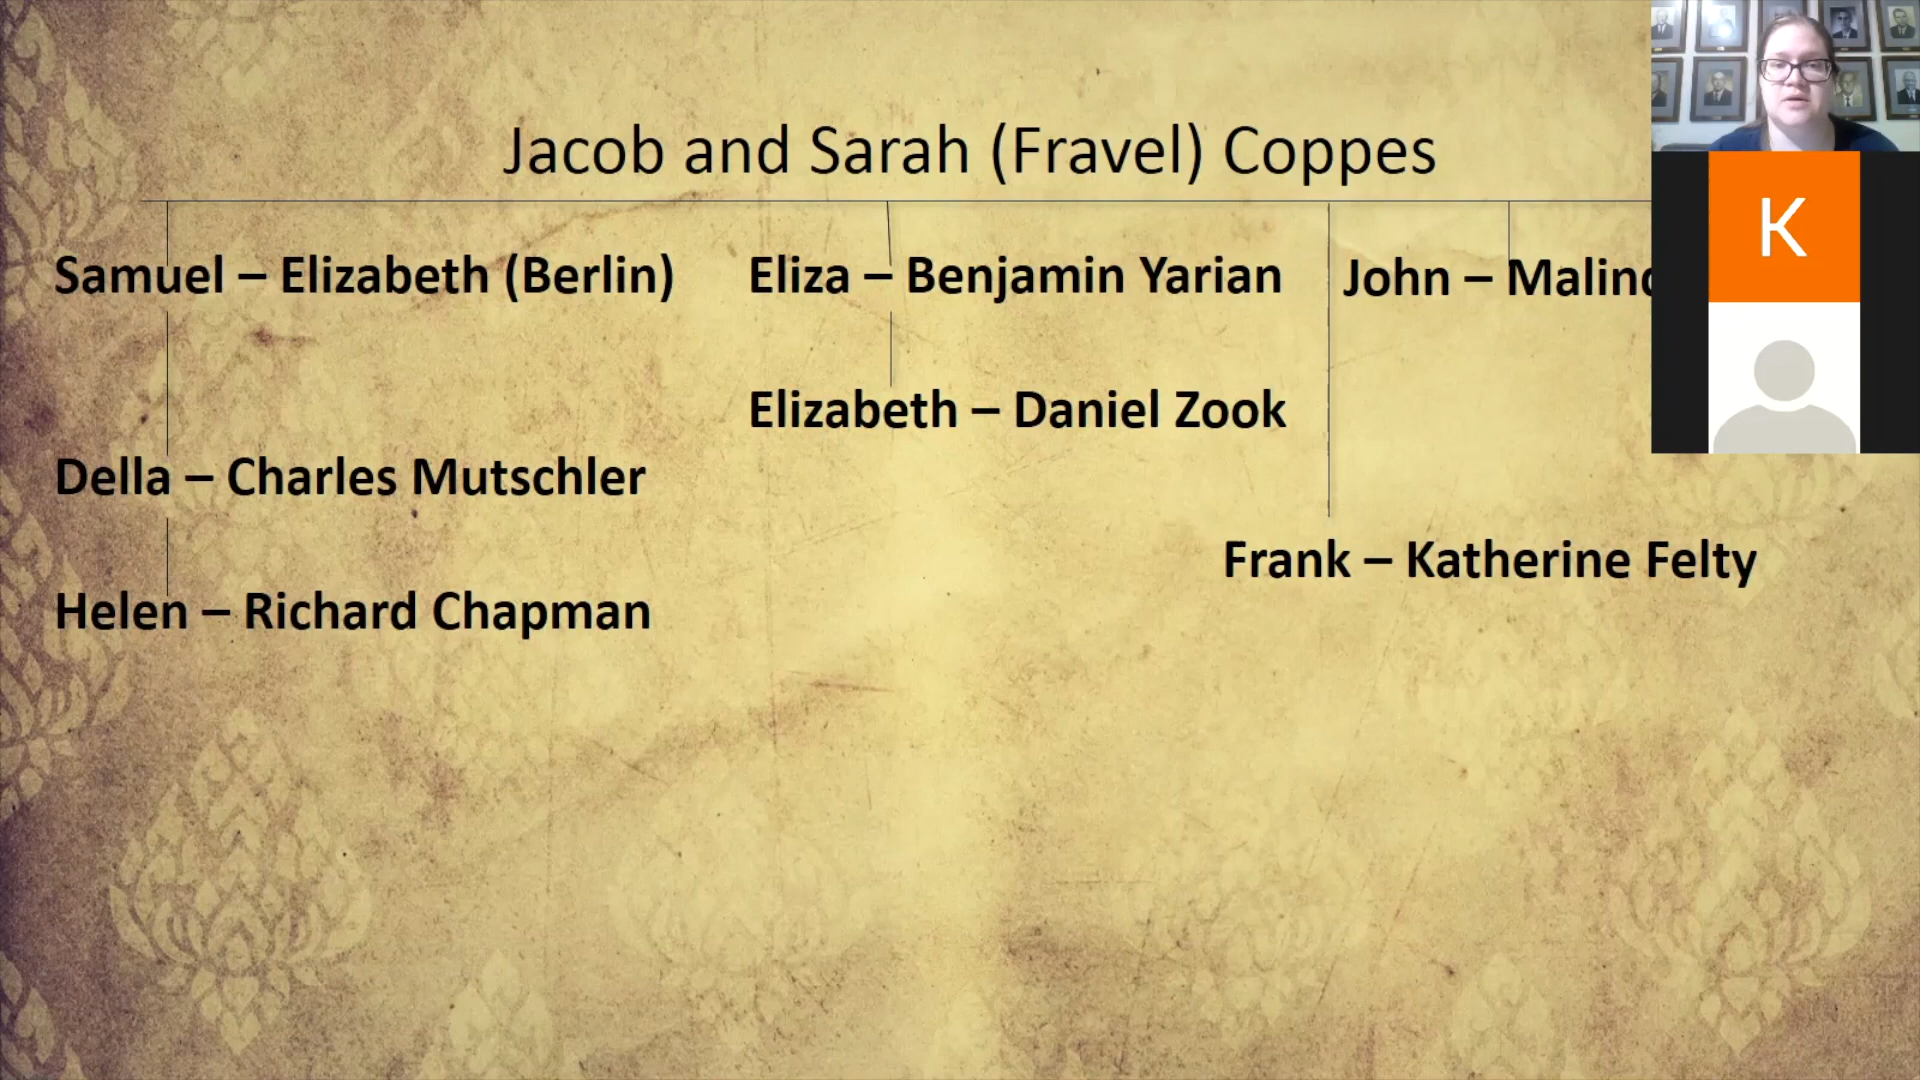 Jacob and Sarah (Fravel) Coppes
Samuel – Elizabeth (Berlin)
Eliza – Benjamin Yarian
John –
Elizabeth – Daniel Zook
Della – Charles Mutschler
Frank – Katherine Felty
Helen – Richard Chapman
K